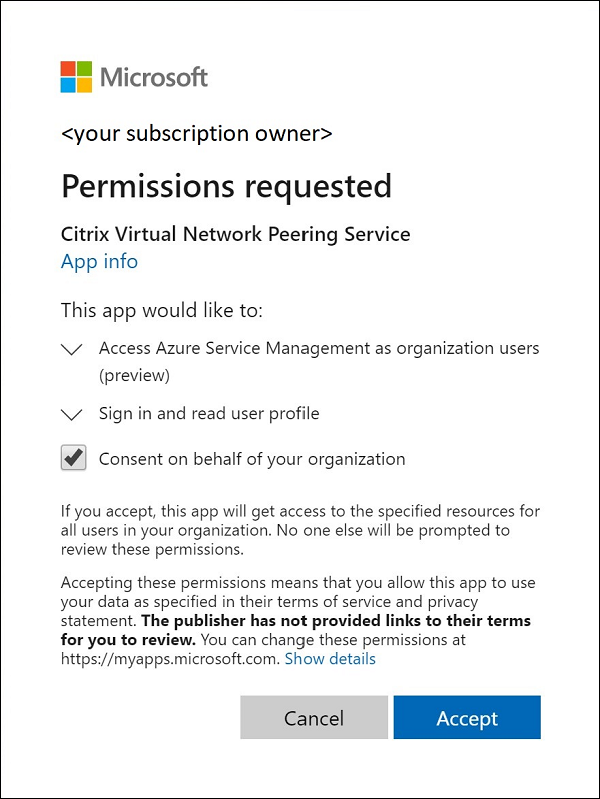 Microsoft
<your subscription owner>
Permissions requested
Citrix Virtual Network Peering Service
App info
This app would like to:
Access Azure Service Management as organization users
(preview)
Sign in and read user profile
Consent on behalf of your organization
If you accept, this app will get access to the specified resources for
all users in your organization. No one else will be prompted to
review these permissions.
Accepting these permissions means that you allow this app to use
your data as specified in their terms of service and privacy
statement. The publisher has not provided links to their terms
for you to review. You can change these permissions at
https://myapps.microsoft.com. Show details
Cancel
Accept